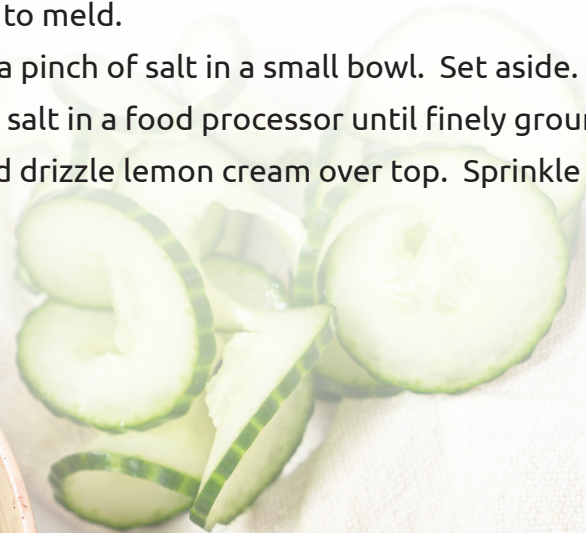 to meld.
a pinch of salt in a small bowl.  Set aside.
salt in a food processor until finely
drizzle lemon cream over top.  Sprinkle